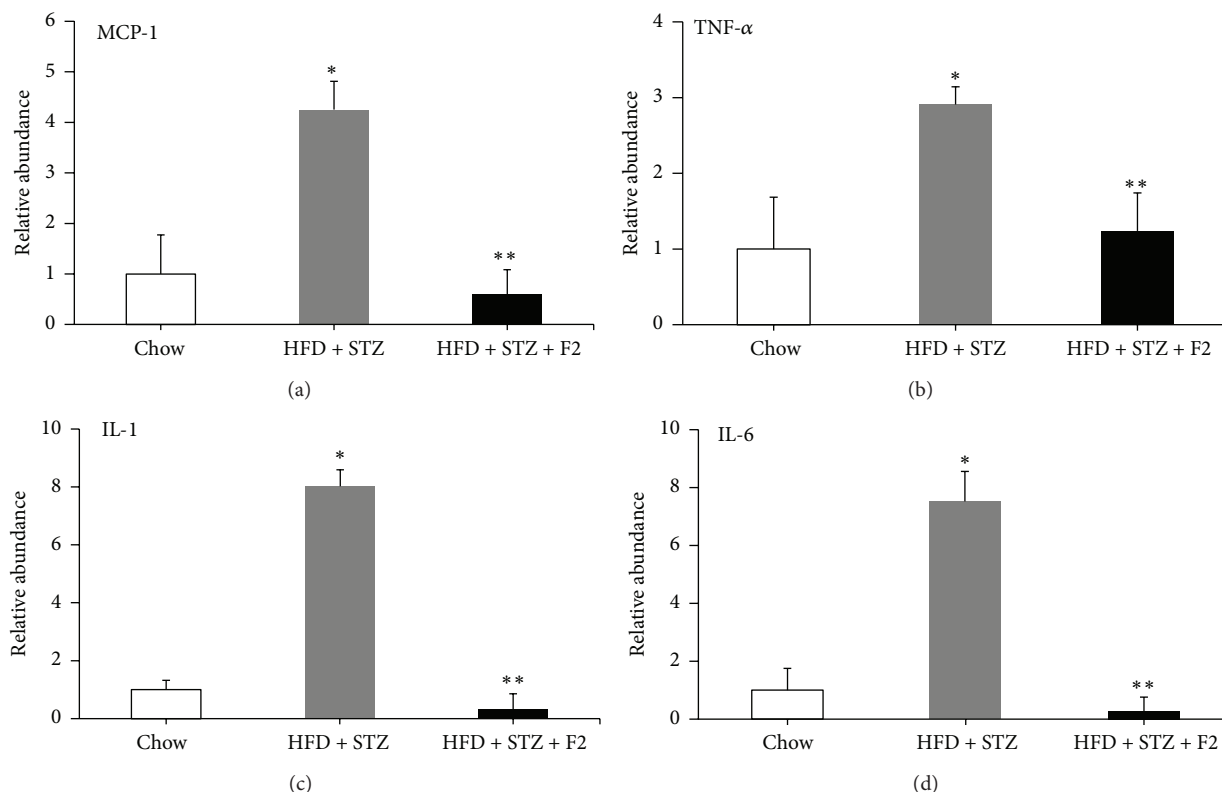 MCP-1
Relative abundance
6
5
4
3
2
1
0
*
**
Chow
HFD + STZ
HFD + STZ + F2
(a)
TNF-α
Relative abundance
4
3
2
1
0
*
**
Chow
HFD + STZ
HFD + STZ + F2
(b)
IL-1
Relative abundance
10
8
6
4
2
0
*
**
Chow
HFD + STZ
HFD + STZ + F2
(c)
IL-6
Relative abundance
10
8
6
4
2
0
*
**
Chow
HFD + STZ
HFD + STZ + F2
(d)